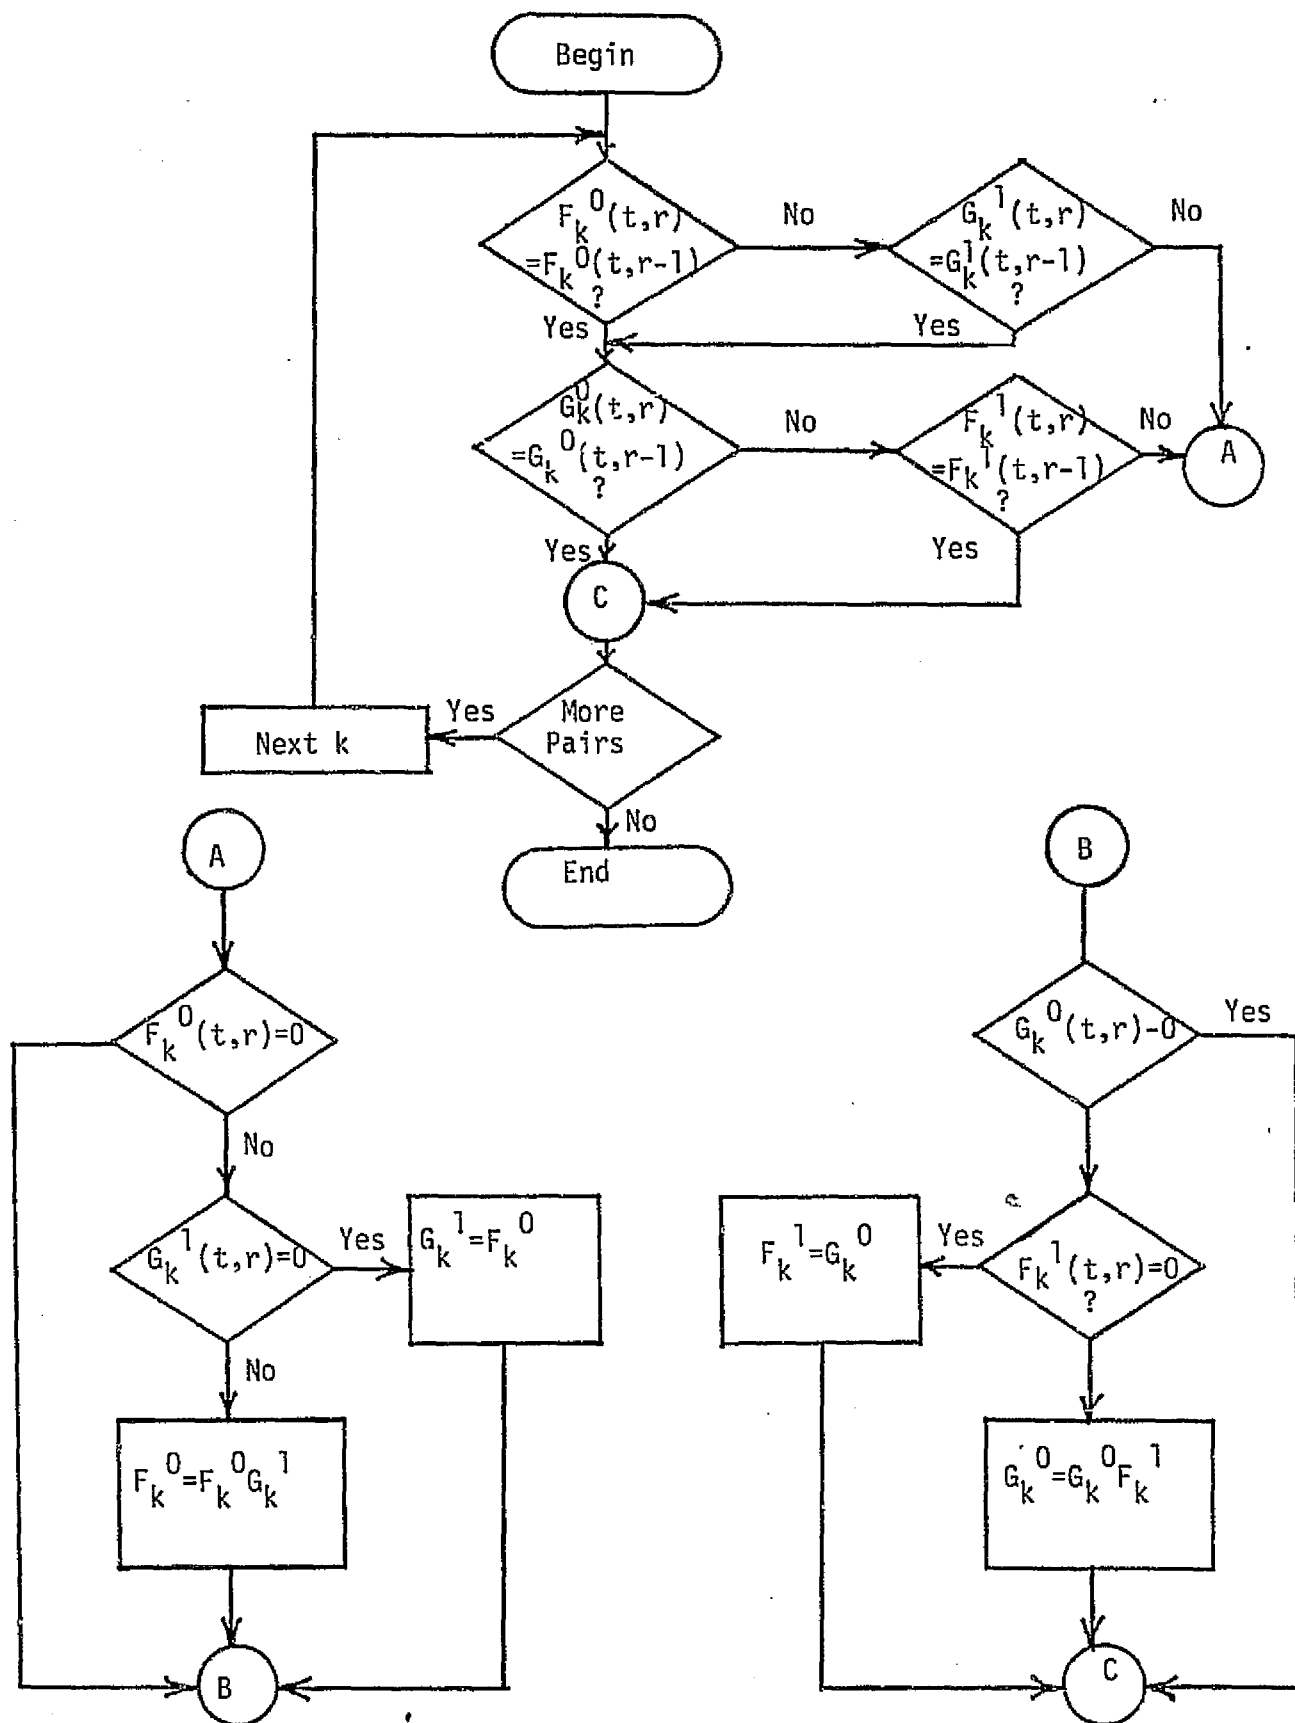 Begin
F_k^0(t,r)
=F_k^0(t,r-1)
?
No
G_k^1(t,r)
=G_k^1(t,r-1)
?
No
Yes
Yes
G_k^0(t,r)
=G_k^0(t,r-1)
?
No
F_k^1(t,r)
=F_k^1(t,r-1)
?
No
A
Yes
Yes
C
More
Pairs
Yes
Next k
No
End
A
F_k^0(t,r)=0
No
G_k^1(t,r)=0
Yes
G_k^1=F_k^0
No
F_k^0=F_k^0G_k^1
B
B
G_k^0(t,r)-0
Yes
F_k^1(t,r)=0
?
Yes
F_k^1=G_k^0
G_k^0=G_k^0F_k^1
C